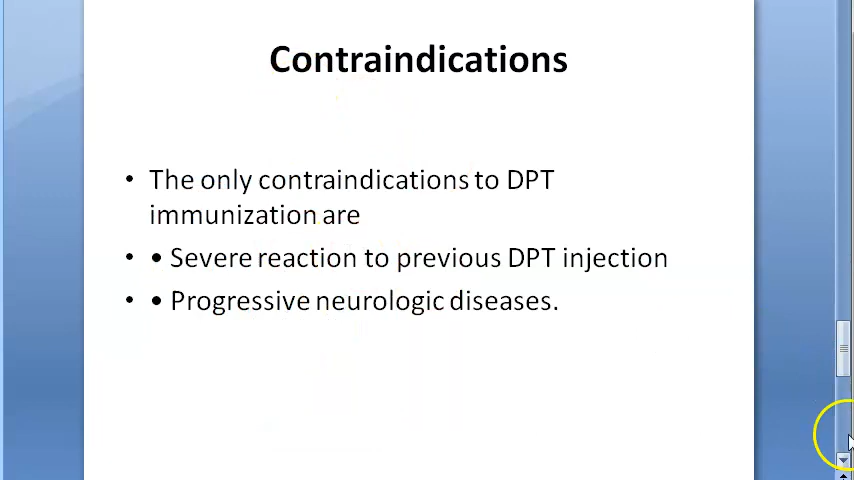 Contraindications
• The only contraindications to DPT
immunization are
• • Severe reaction to previous DPT injection
• • Progressive neurologic diseases.